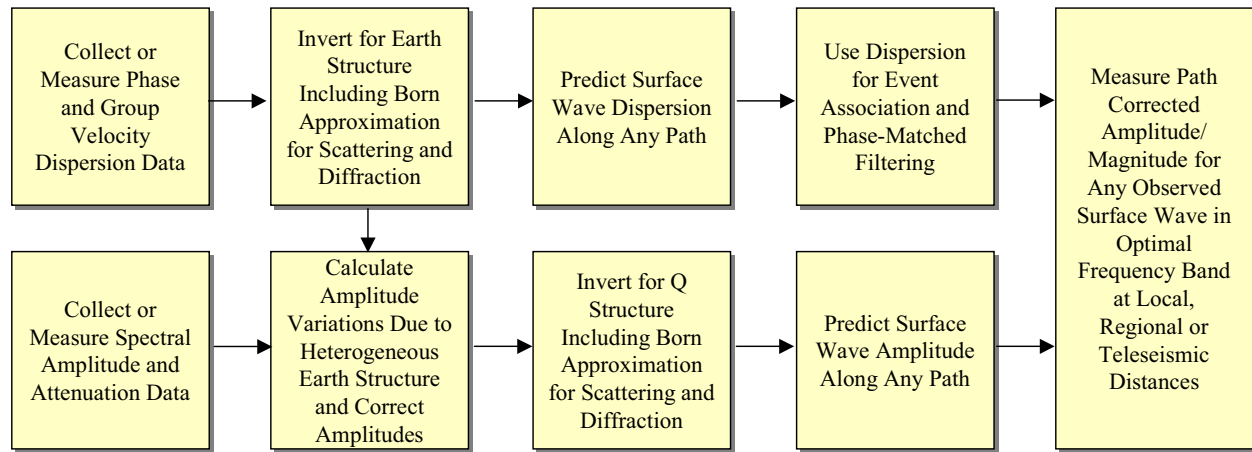 Collect or
Measure Phase
and Group
Velocity
Dispersion Data
Invert for Earth
Structure
Including Born
Approximation
for Scattering and
Diffraction
Predict Surface
Wave Dispersion
Along Any Path
Use Dispersion
for Event
Association and
Phase-Matched
Filtering
Measure Path
Corrected
Amplitude/
Magnitude for
Any Observed
Surface Wave in
Optimal
Frequency Band
at Local,
Regional or
Teleseismic
Distances
Collect or
Measure Spectral
Amplitude and
Attenuation Data
Calculate
Amplitude
Variations Due to
Heterogeneous
Earth Structure
and Correct
Amplitudes
Invert for Q
Structure
Including Born
Approximation
for Scattering and
Diffraction
Predict Surface
Wave Amplitude
Along Any Path